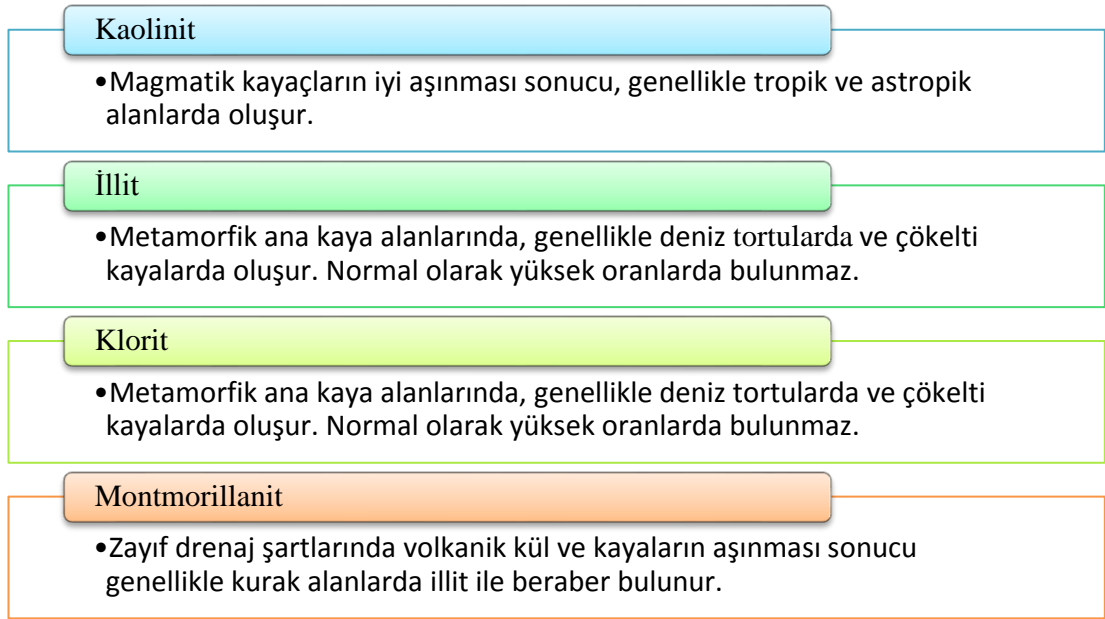 Kaolinit
•Magmatik kayaçların iyi aşınması sonucu, genellikle tropik ve astropik
alanlarda oluşur.
İllit
•Metamorfik ana kaya alanlarında, genellikle deniz tortularda ve çökelti
kayalarda oluşur. Normal olarak yüksek oranlarda bulunmaz.
Klorit
•Metamorfik ana kaya alanlarında, genellikle deniz tortularda ve çökelti
kayalarda oluşur. Normal olarak yüksek oranlarda bulunmaz.
Montmorillanit
•Zayıf drenaj şartlarında volkanik kül ve kayaların aşınması sonucu
genellikle kurak alanlarda illit ile beraber bulunur.